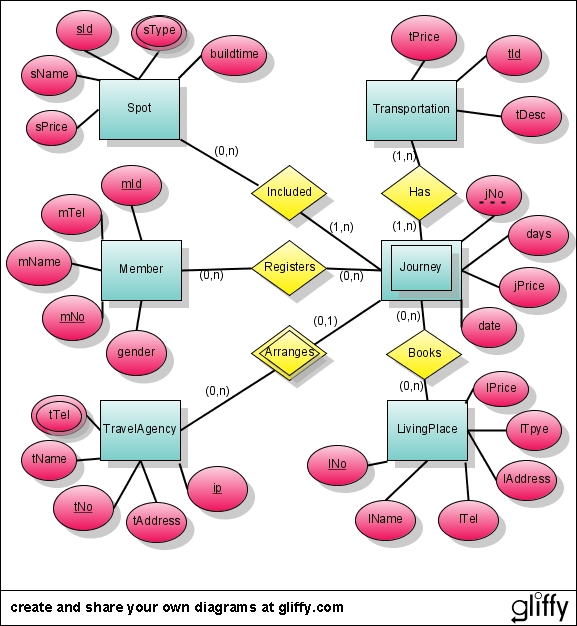 sId
sType
buildtime
sName
sPrice
Spot
tPrice
tId
tDesc
Transportation
(0,n)
(1,n)
Included
Has
(1,n)
(1,n)
mId
mTel
mName
mNo
gender
Member
(0,n)
Registers
(0,n)
Journey
jNo
days
jPrice
date
(0,1)
(0,n)
Arranges
Books
(0,n)
(0,n)
tTel
tName
tNo
tAddress
ip
TravelAgency
LivingPlace
lPrice
lTpye
lAddress
lNo
lName
lTel
create and share your own diagrams at gliffy.com
gliffy